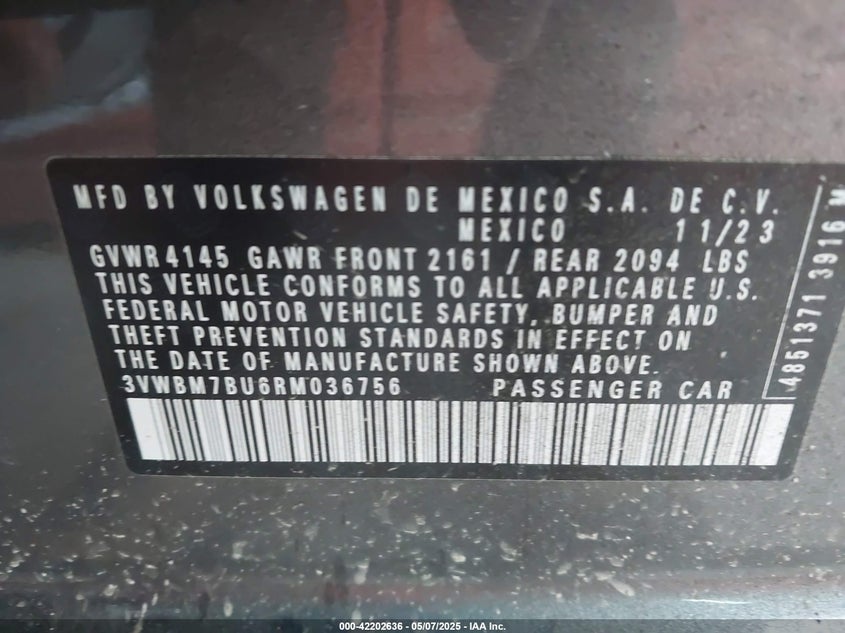 MFD BY VOLKSWAGEN DE MEXICO S.A. DE C.V.
MEXICO 11/23
GVWR 4145 GAWR FRONT 2161 / REAR 2094 LBS
THIS VEHICLE CONFORMS TO ALL APPLICABLE U.S.
FEDERAL MOTOR VEHICLE SAFETY, BUMPER AND
THEFT PREVENTION STANDARDS IN EFFECT ON
THE DATE OF MANUFACTURE SHOWN ABOVE.
3VWBM7BU6RM036756 PASSENGER CAR
4851371 3916 M
000-42202636 - 05/07/2025 - IAA Inc.